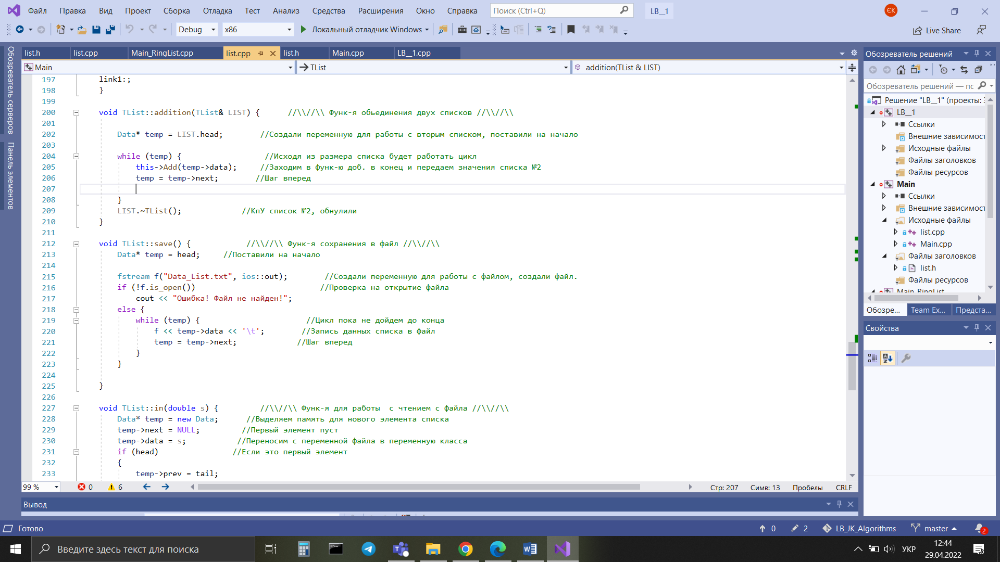 Файл Правка Вид Проект Сборка Отладка Тест Анализ Средства Расширения Окно Справка Поиск (Ctrl+Q) LB__1 ЄК
Debug x86 Локальный отладчик Windows Live Share
list.h list.cpp Main_RingList.cpp list.cpp list.h Main.cpp LB__1.cpp
Main TList addition(TList & LIST)
Обозреватель серверов
Панель элементов
197 link1:;
198 }
199
200 void TList::addition(TList& LIST) { //\\//\\ Функ-я обьединения двух списков //\\//\\
201
202 Data* temp = LIST.head; //Создали переменную для работы с вторым списком, поставили на начало
203
204 while (temp) { //Исходя из размера списка будет работать цикл
205 this->Add(temp->data); //Заходим в функ-ю доб. в конец и передаем значения списка №2
206 temp = temp->next; //Шаг вперед
207
208 }
209 LIST.~TList(); //КпУ список №2, обнулили
210 }
211
212 void TList::save() { //\\//\\ Функ-я сохранения в файл //\\//\\
213 Data* temp = head; //Поставили на начало
214
215 fstream f("Data_List.txt", ios::out); //Создали переменную для работы с файлом, создали файл.
216 if (!f.is_open()) //Проверка на открытие файла
217 cout << "Ошибка! Файл не найден!";
218 else {
219 while (temp) { //Цикл пока не дойдем до конца
220 f << temp->data << '\t'; //Запись данных списка в файл
221 temp = temp->next; //Шаг вперед
222 }
223 }
224
225 }
226
227 void TList::in(double s) { //\\//\\ Функ-я для работы  с чтением с файла //\\//\\
228 Data* temp = new Data; //Выделяем память для нового элемента списка
229 temp->next = NULL; //Первый элемент пуст
230 temp->data = s; //Переносим с переменной файла в переменную класса
231 if (head) //Если это первый элемент
232 {
233 temp->prev = tail;
99 % 0 6 Стр: 207 Симв: 13 Пробелы CRLF
Вывод
Обозреватель решений
Обозреватель решений — пс
Решение "LB__1" (проекты: 3
LB__1
Ссылки
Внешние зависимост
Исходные файлы
Файлы заголовков
Файлы ресурсов
Main
Ссылки
Внешние зависимост
Исходные файлы
list.cpp
Main.cpp
Файлы заголовков
list.h
Файлы ресурсов
Main_RingList
Обозре... Team Ex... Предста...
Свойства
Готово 0 2 LB_JK_Algorithms master 2
Введите здесь текст для поиска УКР 12:44
29.04.2022